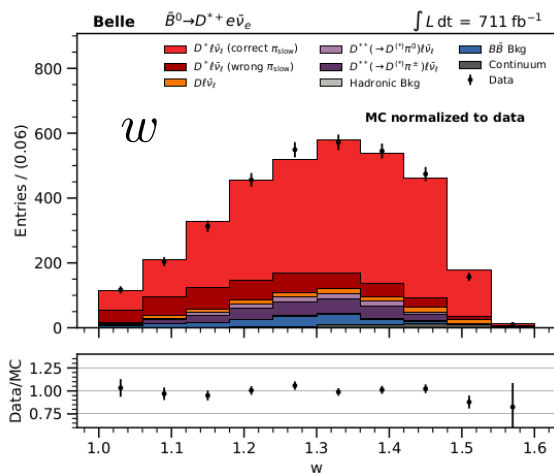 Belle B̄⁰ → D*⁺ e ν̄ₑ ∫ L dt = 711 fb⁻¹
D*ℓν̄ℓ (correct πslow)
D*ℓν̄ℓ (wrong πslow)
Dℓν̄ℓ
D**(→D(*)π⁰)ℓν̄ℓ
D**(→D(*)π±)ℓν̄ℓ
Hadronic Bkg
BB̄ Bkg
Continuum
Data
MC normalized to data
w
Entries / (0.06)
800
600
400
200
0
Data/MC
1.25
1.00
0.75
1.0 1.1 1.2 1.3 1.4 1.5 1.6
w